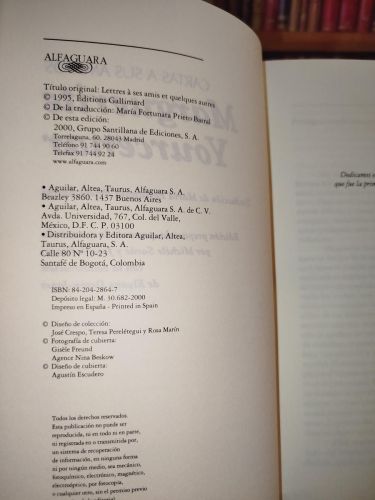 ALFAGUARA
Título original: Lettres à ses amis et quelques autres
© 1995, Éditions Gallimard
© De la traducción: María Fortunata Prieto Barral
© De esta edición:
2000, Grupo Santillana de Ediciones, S. A.
Torrelaguna, 60. 28043 Madrid
Teléfono 91 744 90 60
Telefax 91 744 92 24
www.alfaguara.com
• Aguilar, Altea, Taurus, Alfaguara S. A.
Beazley 3860. 1437 Buenos Aires
• Aguilar, Altea, Taurus, Alfaguara S. A. de C. V.
Avda. Universidad, 767, Col. del Valle,
México, D.F. C. P. 03100
• Distribuidora y Editora Aguilar, Altea,
Taurus, Alfaguara, S. A.
Calle 80 Nº 10-23
Santafé de Bogotá, Colombia
ISBN: 84-204-2864-7
Depósito legal: M. 30.682-2000
Impreso en España - Printed in Spain
© Diseño de colección:
José Crespo, Teresa Perelétegui y Rosa Marín
© Fotografía de cubierta:
Gisèle Freund
Agence Nina Beskow
© Diseño de cubierta:
Agustín Escudero
Todos los derechos reservados.
Esta publicación no puede ser
reproducida, ni en todo ni en parte,
ni registrada en o transmitida por,
un sistema de recuperación
de información, en ninguna forma
ni por ningún medio, sea mecánico,
fotoquímico, electrónico, magnético,
electroóptico, por fotocopia,
o cualquier otro, sin el permiso previo
Dedicamos
que fue la